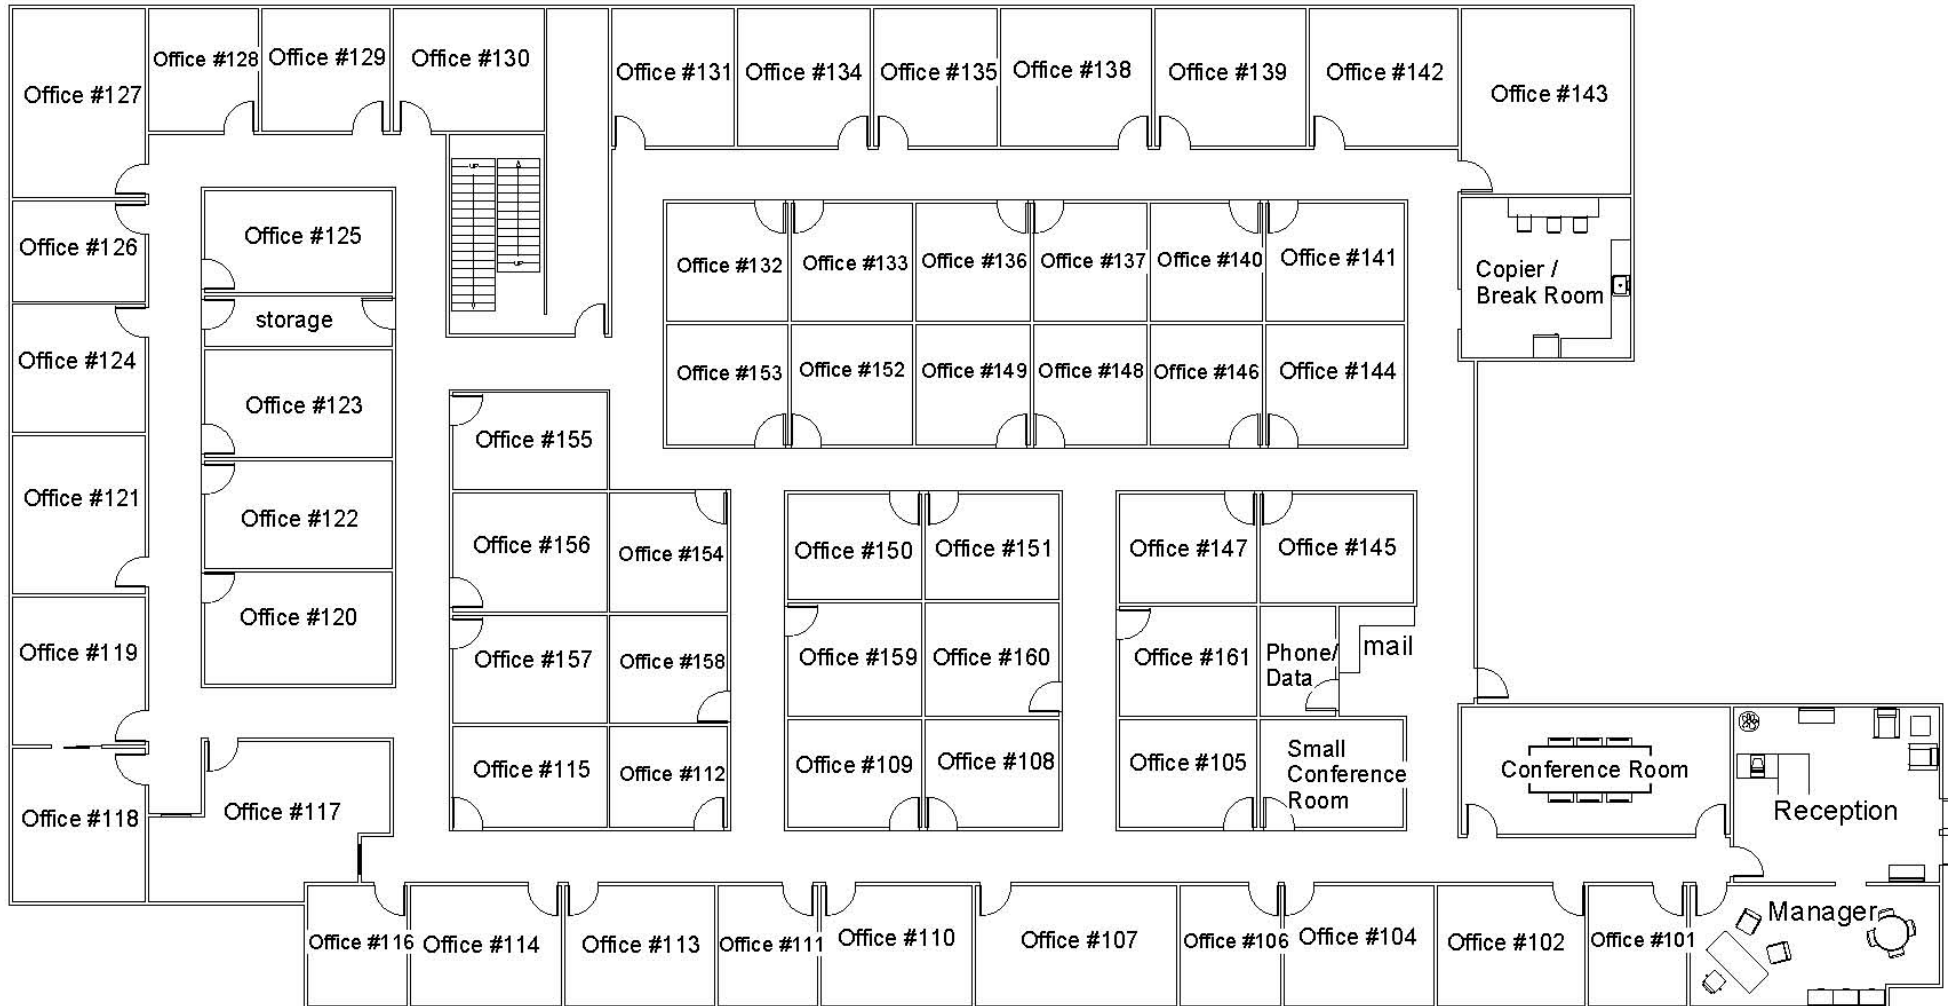 Office #127
Office #128
Office #129
Office #130
Office #131
Office #134
Office #135
Office #138
Office #139
Office #142
Office #143
UP
UP
Office #126
Office #125
Office #132
Office #133
Office #136
Office #137
Office #140
Office #141
Copier /
Break Room
storage
Office #124
Office #123
Office #153
Office #152
Office #149
Office #148
Office #146
Office #144
Office #155
Office #121
Office #122
Office #156
Office #154
Office #150
Office #151
Office #147
Office #145
Office #120
Office #119
Office #157
Office #158
Office #159
Office #160
Office #161
Phone/
Data
mail
Office #118
Office #117
Office #115
Office #112
Office #109
Office #108
Office #105
Small
Conference
Room
Conference Room
Reception
Office #116
Office #114
Office #113
Office #111
Office #110
Office #107
Office #106
Office #104
Office #102
Office #101
Manager